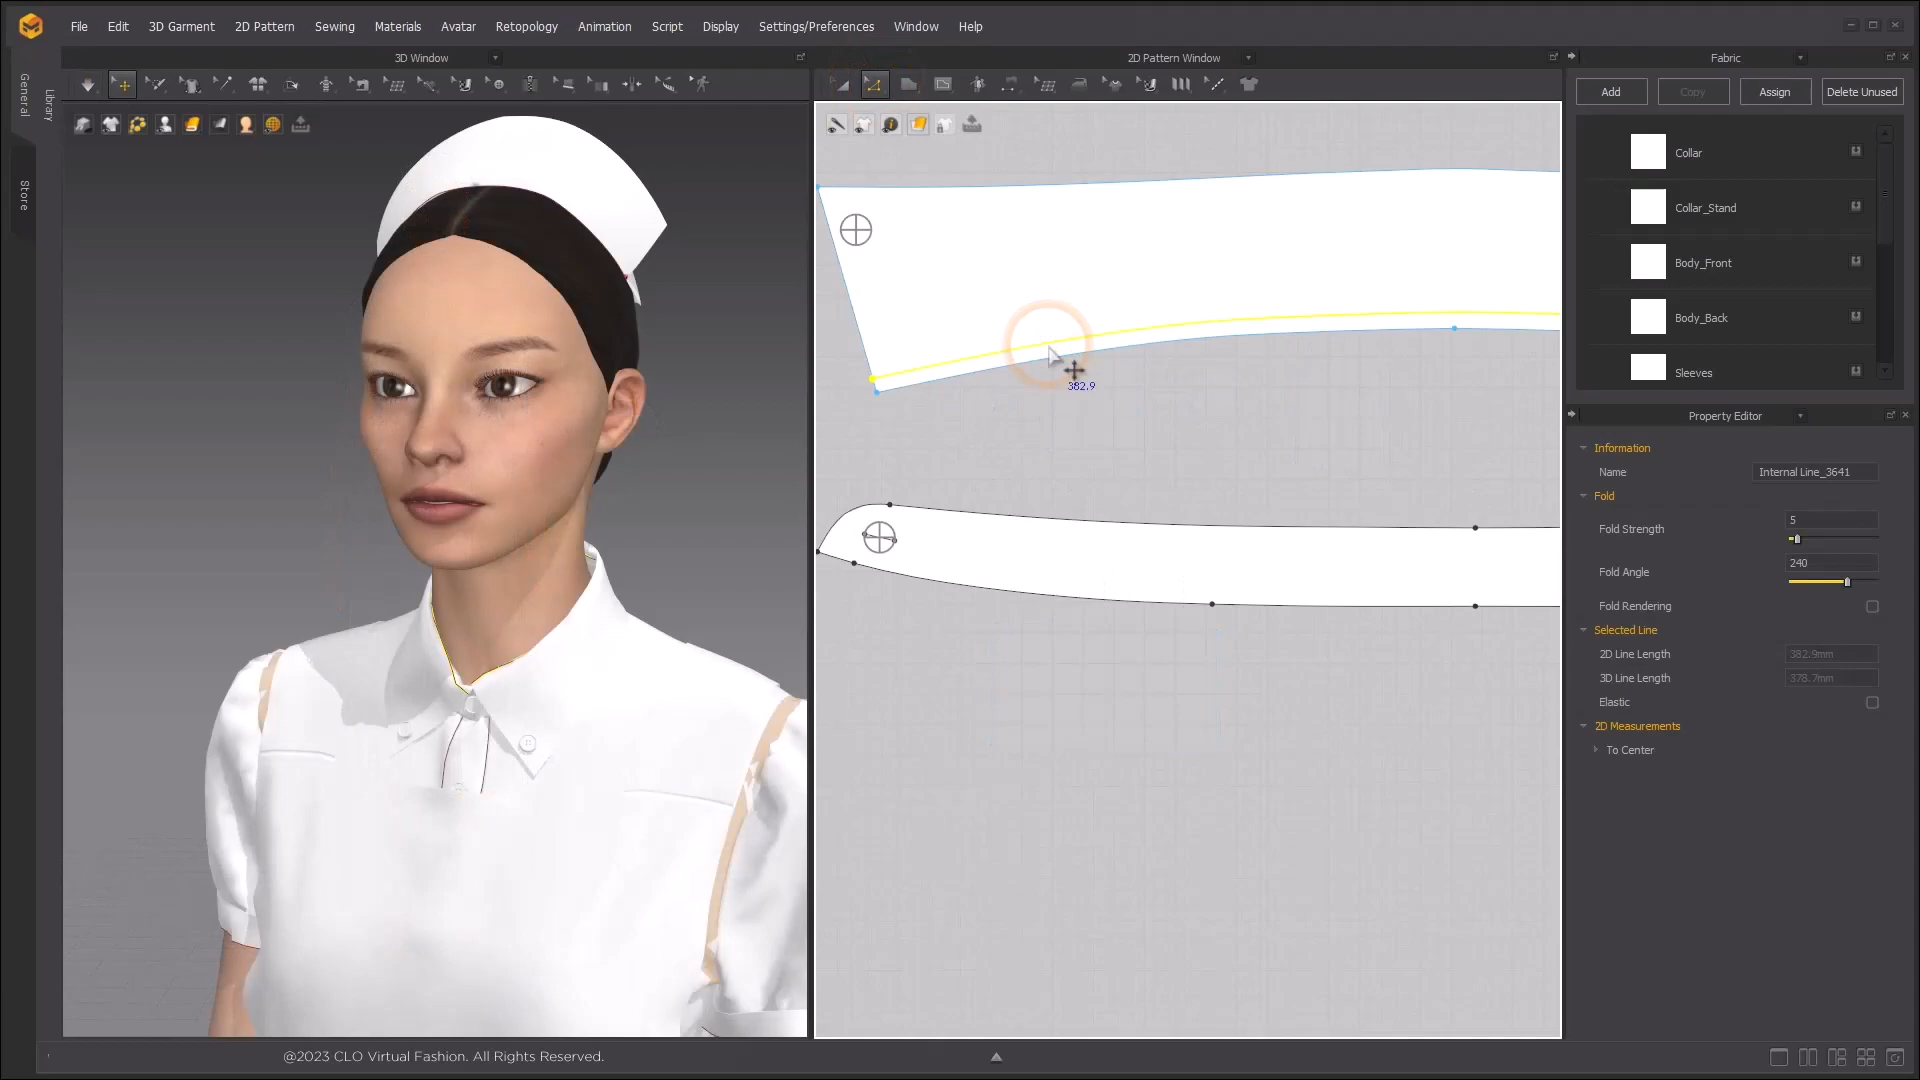 File Edit 3D Garment 2D Pattern Sewing Materials Avatar Retopology Animation Script Display Settings/Preferences Window Help
3D Window
2D Pattern Window
Fabric
General
Library
Store
Add Copy Assign Delete Unused
Collar
Collar_Stand
Body_Front
Body_Back
Sleeves
382.9
Property Editor
Information
Name Internal Line_3641
Fold
Fold Strength 5
Fold Angle 240
Fold Rendering
Selected Line
2D Line Length 382.9mm
3D Line Length 378.7mm
Elastic
2D Measurements
To Center
@2023 CLO Virtual Fashion. All Rights Reserved.